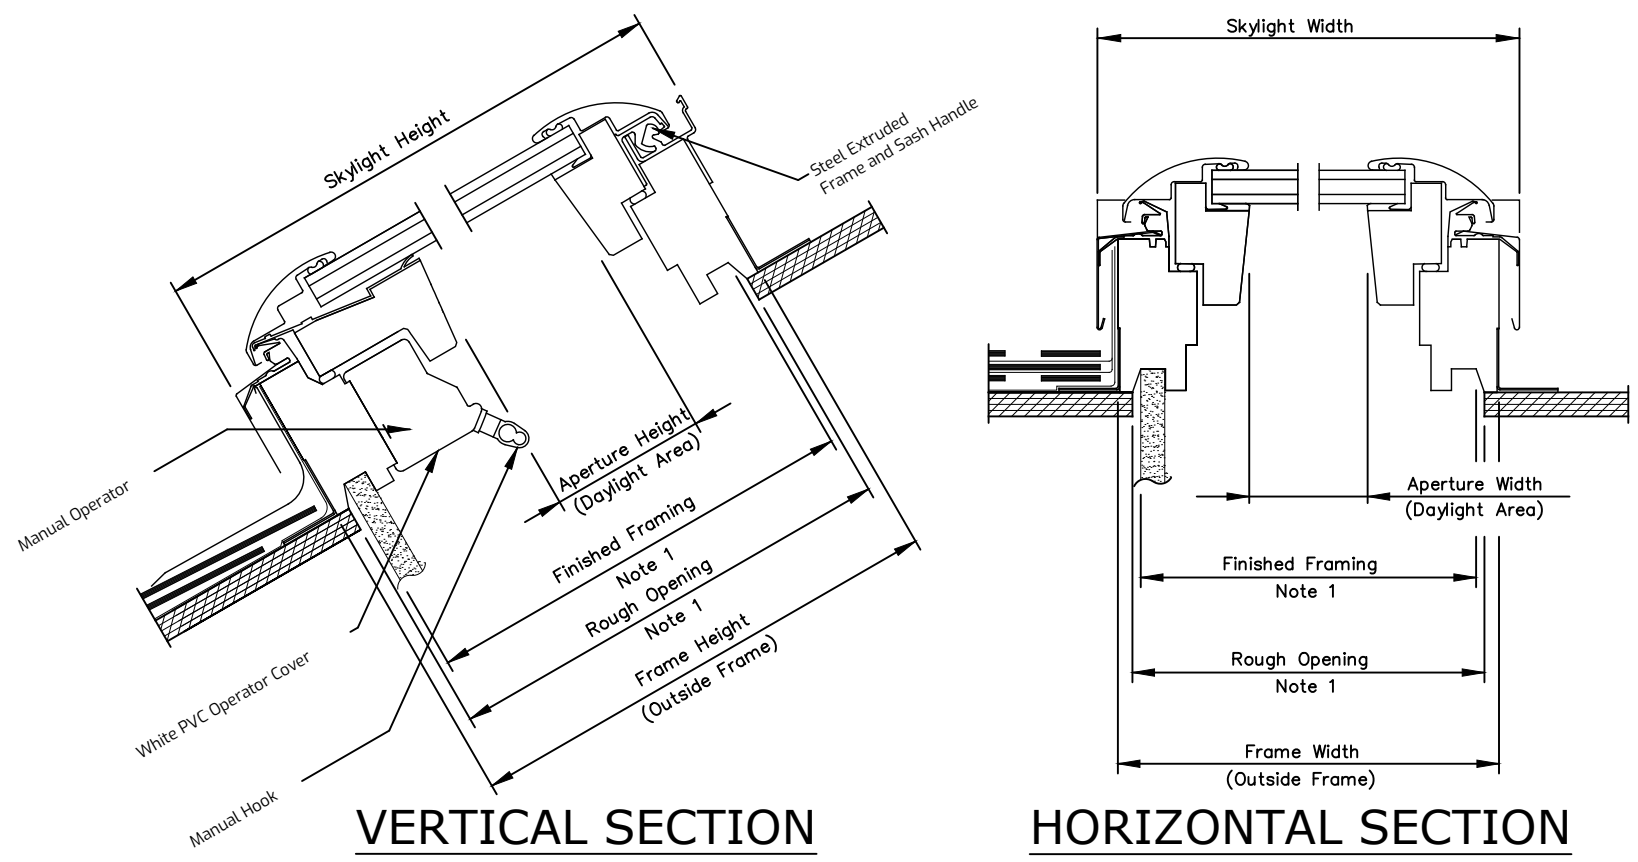 Skylight Height
Steel Extruded
Frame and Sash Handle
Manual Operator
White PVC Operator Cover
Manual Hook
Aperture Height
(Daylight Area)
Finished Framing
Note 1
Rough Opening
Note 1
Frame Height
(Outside Frame)
VERTICAL SECTION
Skylight Width
Aperture Width
(Daylight Area)
Finished Framing
Note 1
Rough Opening
Note 1
Frame Width
(Outside Frame)
HORIZONTAL SECTION